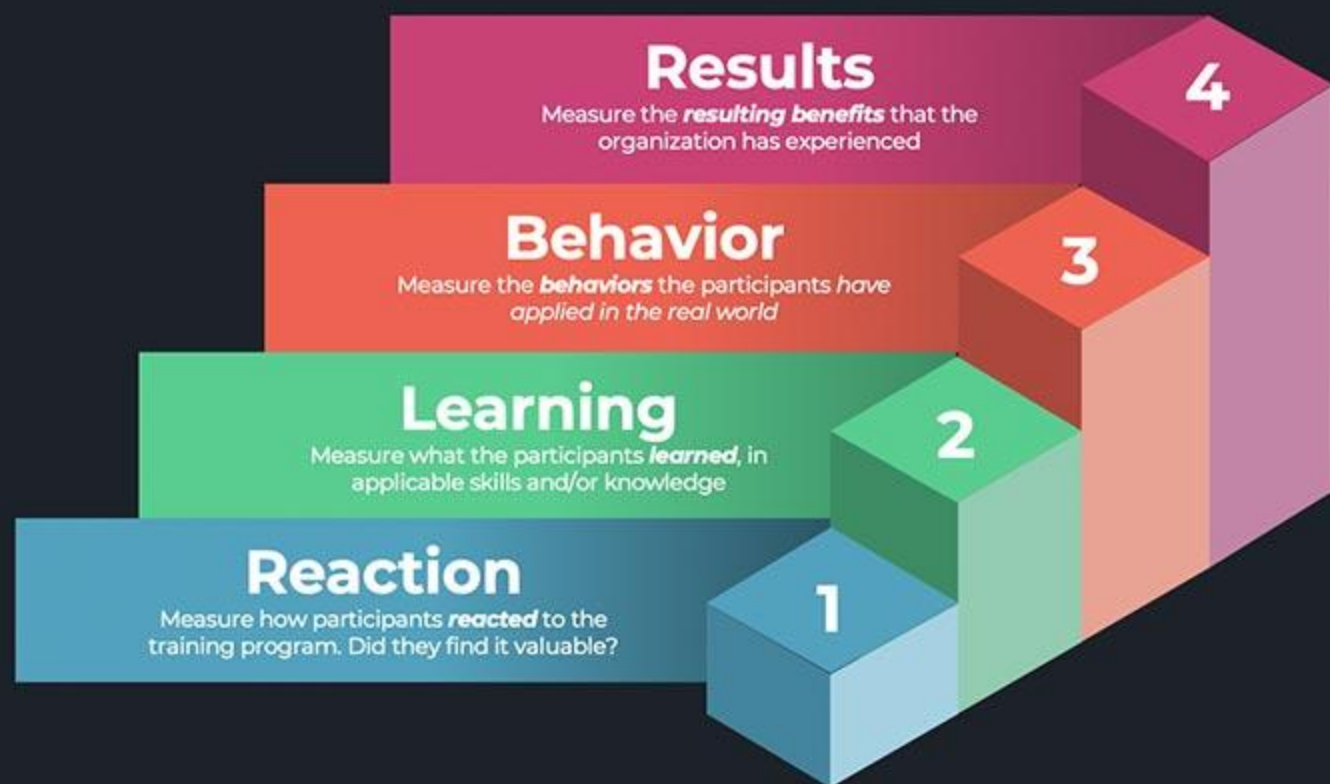 Results
Measure the resulting benefits that the
organization has experienced
4
Behavior
Measure the behaviors the participants have
applied in the real world
3
Learning
Measure what the participants learned, in
applicable skills and/or knowledge
2
Reaction
Measure how participants reacted to the
training program. Did they find it valuable?
1